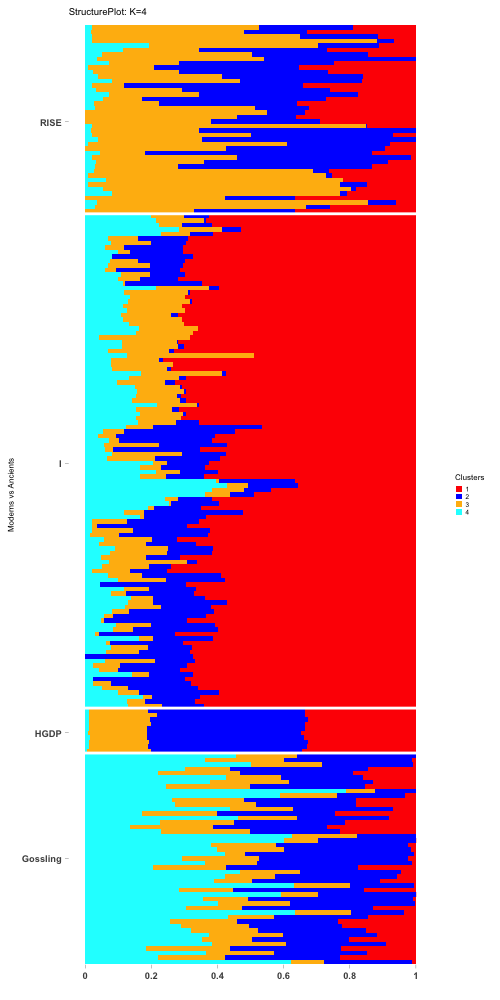 StructurePlot: K=4
RISE
I
HGDP
Gossling
Moderns vs Ancients
Clusters
1
2
3
4
0 0.2 0.4 0.6 0.8 1